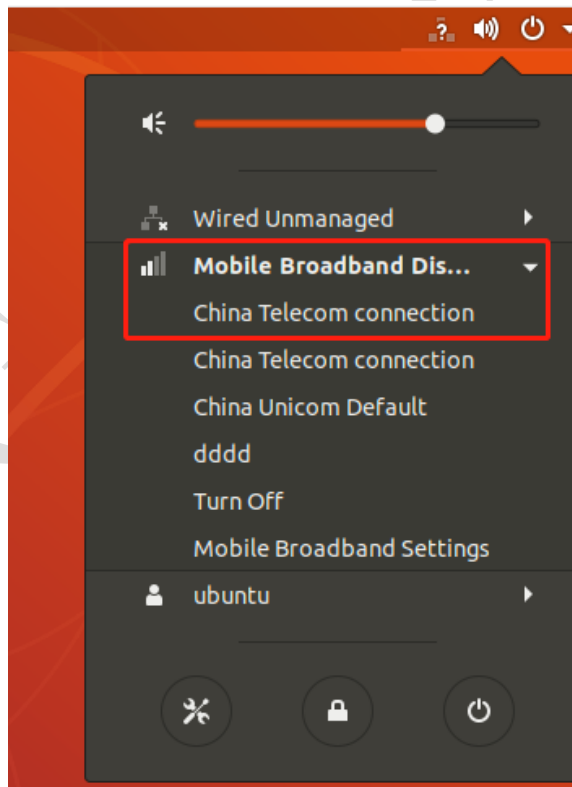 ?
Wired Unmanaged
Mobile Broadband Dis...
China Telecom connection
China Telecom connection
China Unicom Default
dddd
Turn Off
Mobile Broadband Settings
ubuntu